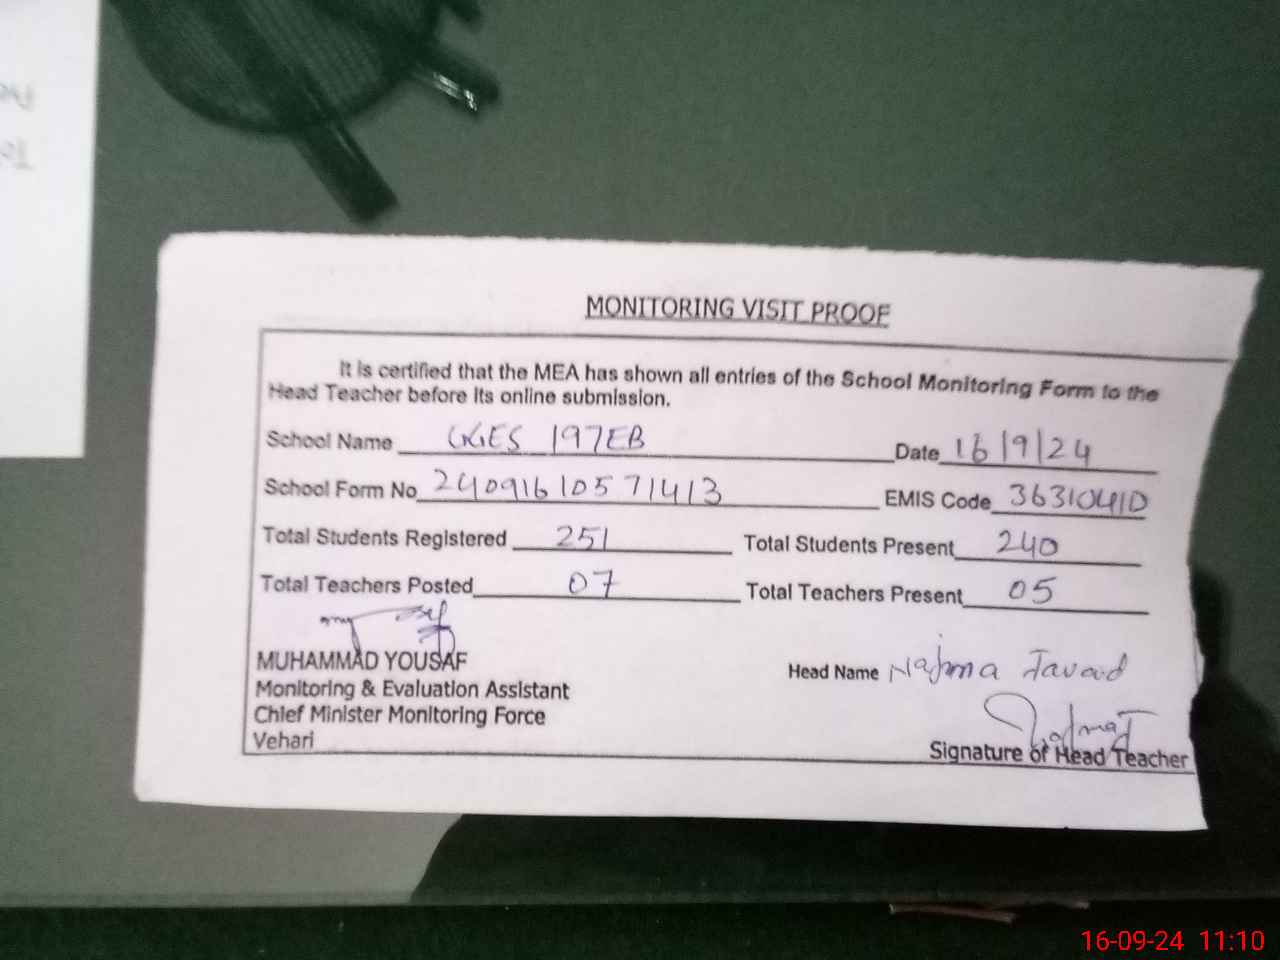 MONITORING VISIT PROOF
It is certified that the MEA has shown all entries of the School Monitoring Form to the
Head Teacher before its online submission.
School Name GGES 197EB Date 16/9/24
School Form No 24091610571413 EMIS Code 36310410
Total Students Registered 251 Total Students Present 240
Total Teachers Posted 07 Total Teachers Present 05
MUHAMMAD YOUSAF
Monitoring & Evaluation Assistant
Chief Minister Monitoring Force
Vehari
Head Name Najma Javaid
Signature of Head Teacher
16-09-24 11:10